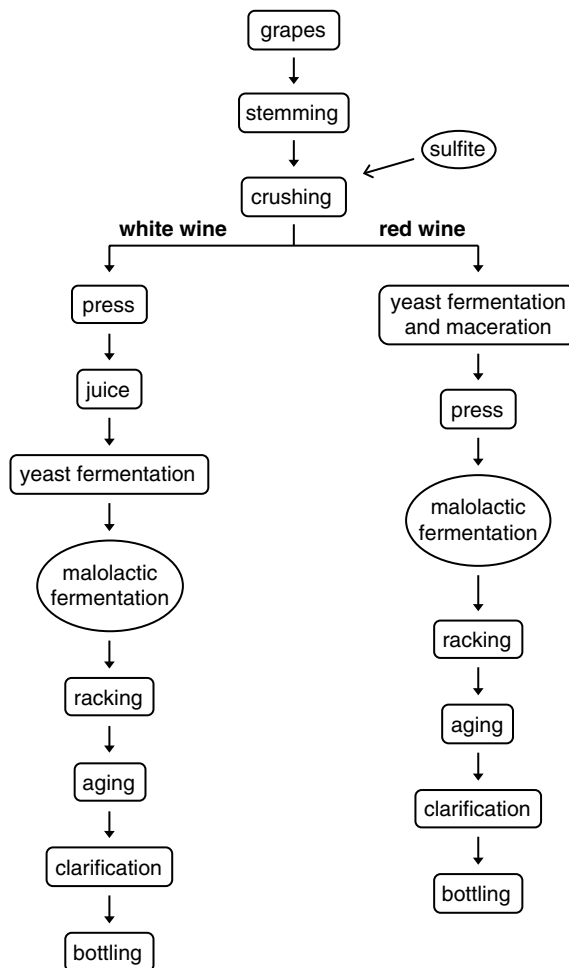 grapes
stemming
sulfite
crushing
white wine
red wine
press
juice
yeast fermentation
malolactic
fermentation
racking
aging
clarification
bottling
yeast fermentation
and maceration
press
malolactic
fermentation
racking
aging
clarification
bottling